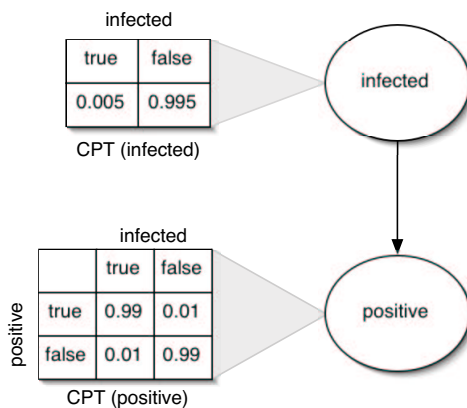 infected
true false
0.005 0.995
CPT (infected)
infected
infected
true false
true 0.99 0.01
false 0.01 0.99
positive
CPT (positive)
positive